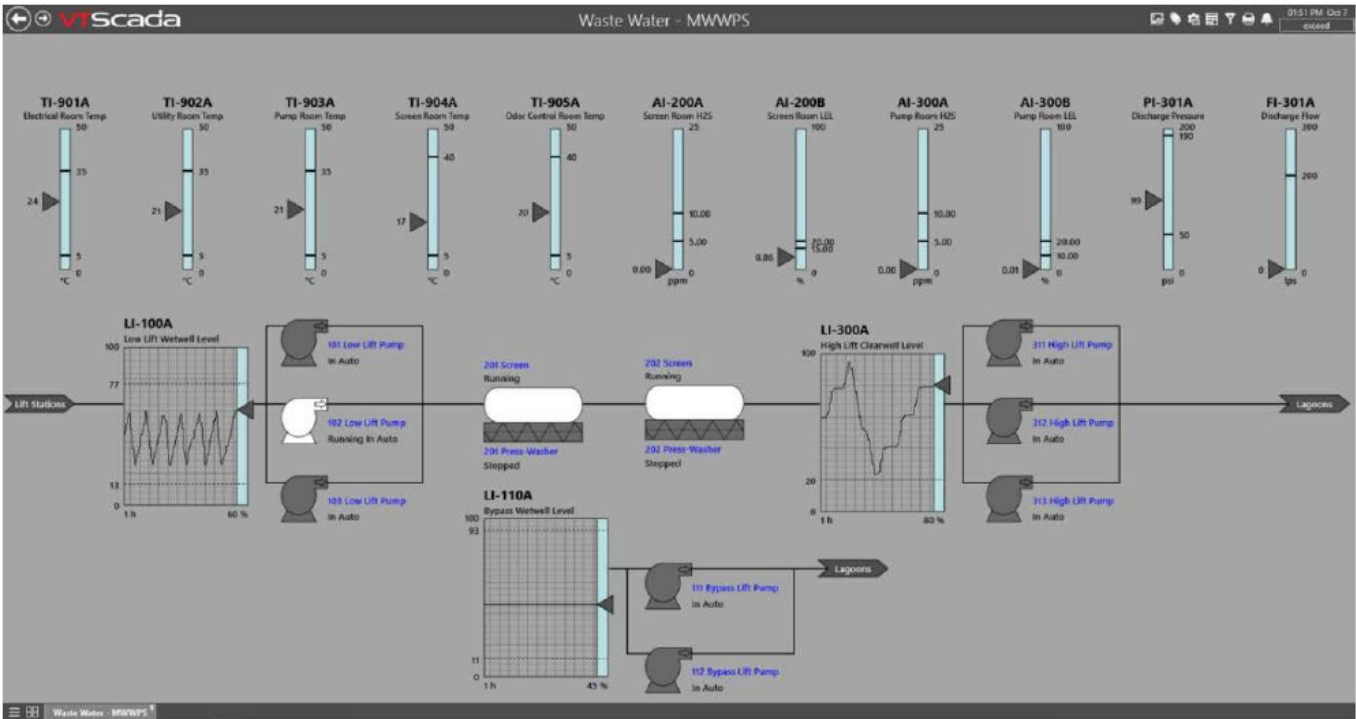 VTScada
Waste Water - MWWPS
01:51 PM Oct 7
exceed
TI-901A
Electrical Room Temp
50
35
24
5
0
°C
TI-902A
Utility Room Temp
50
35
21
5
0
°C
TI-903A
Pump Room Temp
50
35
21
5
0
°C
TI-904A
Screen Room Temp
50
40
17
5
0
°C
TI-905A
Odor Control Room Temp
50
40
20
5
0
°C
AI-200A
Screen Room H2S
25
10.00
5.00
0.00
0
ppm
AI-200B
Screen Room LEL
100
20.00
15.00
0
%
AI-300A
Pump Room H2S
25
10.00
5.00
0.00
0
ppm
AI-300B
Pump Room LEL
100
20.00
10.00
0.01
0
%
PI-301A
Discharge Pressure
200
190
99
50
0
psi
FI-301A
Discharge Flow
300
200
0
0
lps
Lift Stations
LI-100A
Low Lift Wetwell Level
100
77
13
0
1 h
60 %
101 Low Lift Pump
In Auto
102 Low Lift Pump
Running In Auto
103 Low Lift Pump
In Auto
201 Screen
Running
201 Press-Washer
Stopped
202 Screen
Running
202 Press-Washer
Stopped
LI-300A
High Lift Clearwell Level
100
20
0
1 h
80 %
311 High Lift Pump
In Auto
312 High Lift Pump
In Auto
313 High Lift Pump
In Auto
Lagoons
LI-110A
Bypass Wetwell Level
100
93
11
0
1 h
45 %
111 Bypass Lift Pump
In Auto
112 Bypass Lift Pump
In Auto
Lagoons
Waste Water - MWWPS